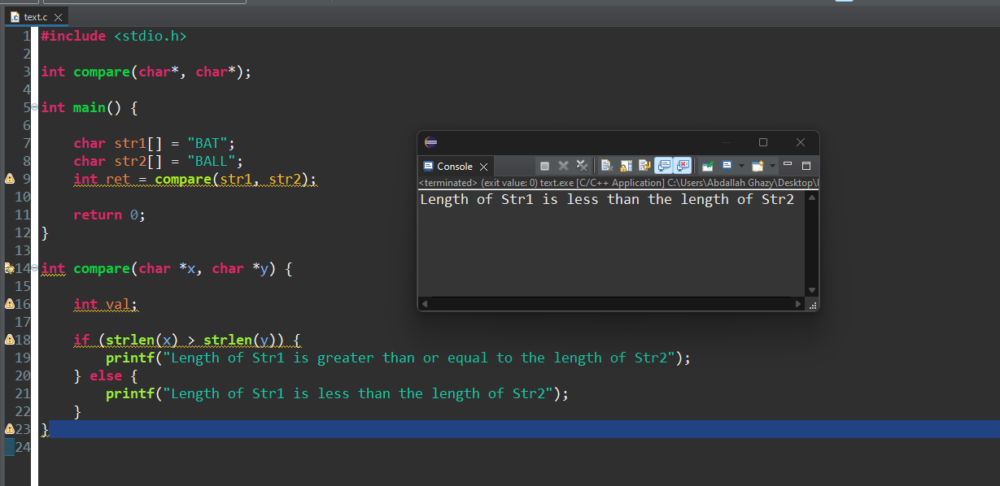 text.c
1 #include <stdio.h>
2
3 int compare(char*, char*);
4
5 int main() {
6
7 char str1[] = "BAT";
8 char str2[] = "BALL";
9 int ret = compare(str1, str2);
10
11 return 0;
12 }
13
14 int compare(char *x, char *y) {
15
16 int val;
17
18 if (strlen(x) > strlen(y)) {
19 printf("Length of Str1 is greater than or equal to the length of Str2");
20 } else {
21 printf("Length of Str1 is less than the length of Str2");
22 }
23 }
24
Console
<terminated> (exit value: 0) text.exe [C/C++ Application] C:\Users\Abdallah Ghazy\Desktop\
Length of Str1 is less than the length of Str2